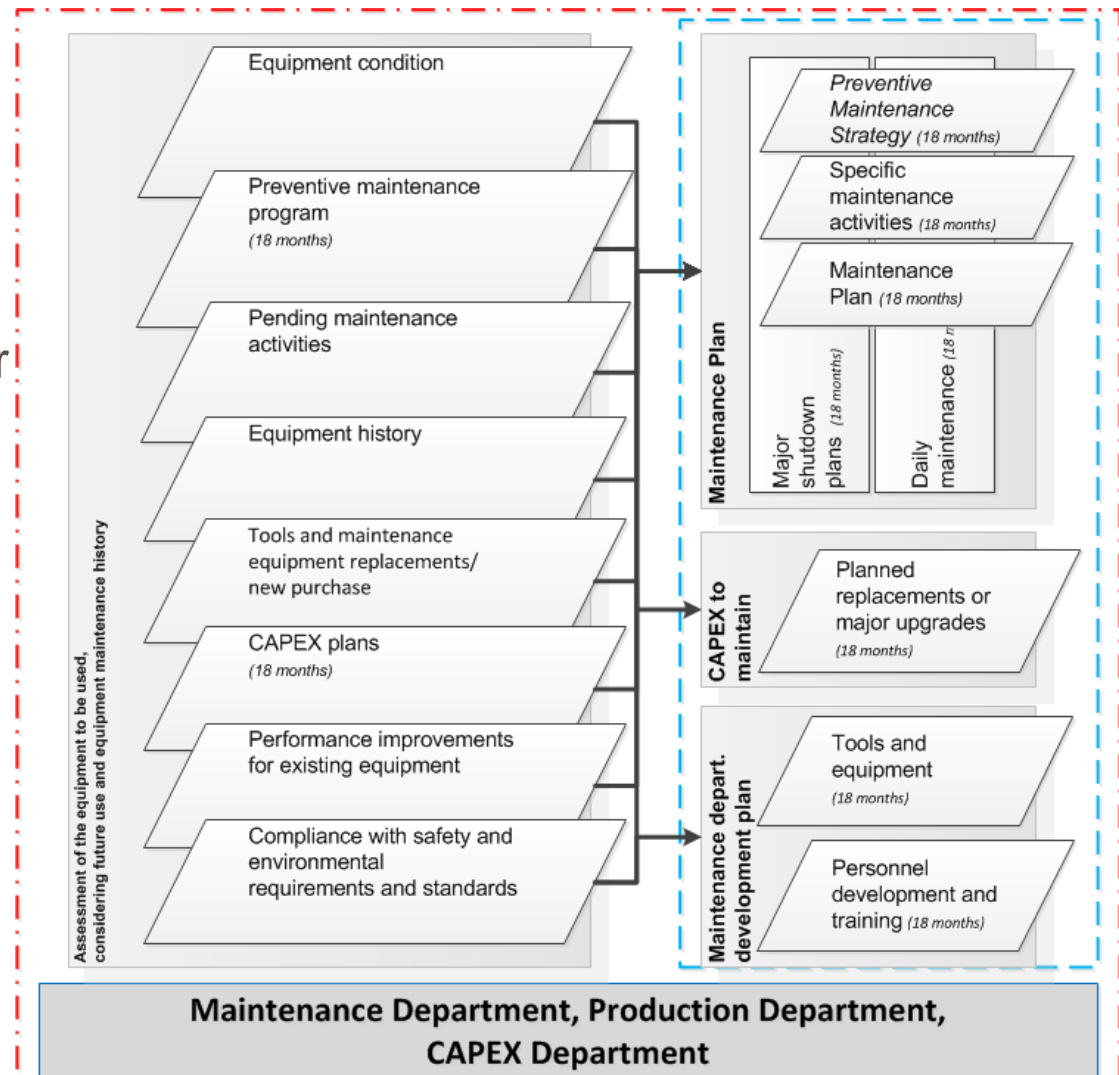 Equipment condition
Preventive maintenance
program
(18 months)
Pending maintenance
activities
Equipment history
Tools and maintenance
equipment replacements/
new purchase
CAPEX plans
(18 months)
Performance improvements
for existing equipment
Compliance with safety and
environmental
requirements and standards
Assessment of the equipment to be used,
considering future use and equipment maintenance history
Maintenance Plan
Preventive
Maintenance
Strategy (18 months)
Specific
maintenance
activities (18 months)
Maintenance
Plan (18 months)
Major
shutdown
plans (18 months)
Daily
maintenance (18
CAPEX to
maintain
Planned
replacements or
major upgrades
(18 months)
Maintenance depart.
development plan
Tools and
equipment
(18 months)
Personnel
development and
training (18 months)
Maintenance Department, Production Department,
CAPEX Department
r